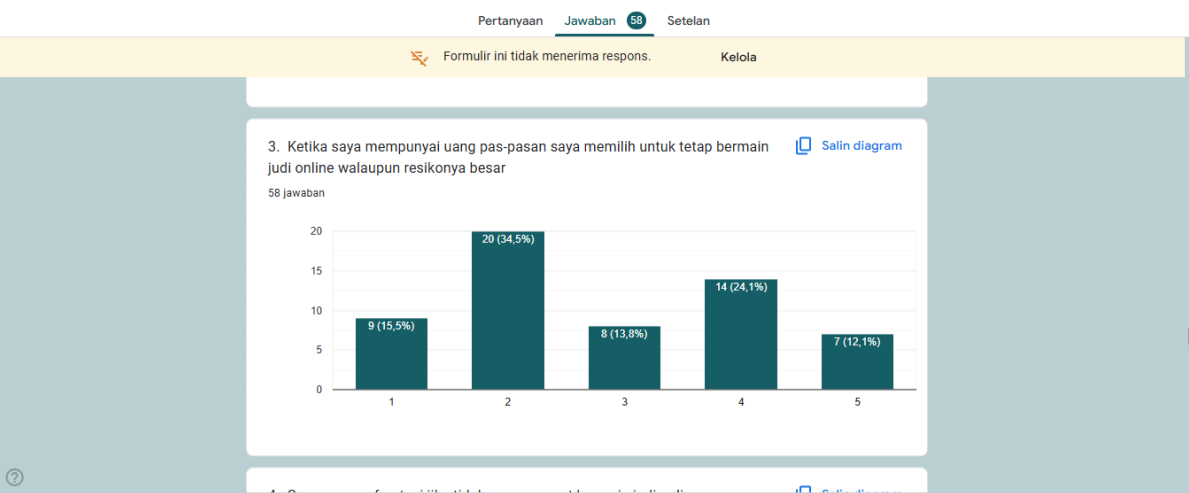 Pertanyaan Jawaban 58 Setelan
Formulir ini tidak menerima respons. Kelola
3. Ketika saya mempunyai uang pas-pasan saya memilih untuk tetap bermain
judi online walaupun resikonya besar
Salin diagram
58 jawaban
20
15
10
5
0
9 (15,5%)
20 (34,5%)
8 (13,8%)
14 (24,1%)
7 (12,1%)
1 2 3 4 5